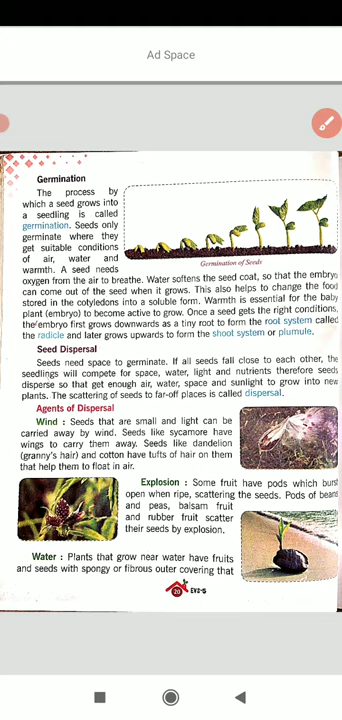 Ad Space
Germination
The process by
which a seed grows into
a seedling is called
germination. Seeds only
germinate where they
get suitable conditions
of air, water and
warmth. A seed needs
Germination of Seeds
oxygen from the air to breathe. Water softens the seed coat, so that the embryo
can come out of the seed when it grows. This also helps to change the food
stored in the cotyledons into a soluble form. Warmth is essential for the baby
plant (embryo) to become active to grow. Once a seed gets the right conditions,
the embryo first grows downwards as a tiny root to form the root system called
the radicle and later grows upwards to form the shoot system or plumule.
Seed Dispersal
Seeds need space to germinate. If all seeds fall close to each other, the
seedlings will compete for space, water, light and nutrients therefore seeds
disperse so that get enough air, water, space and sunlight to grow into new
plants. The scattering of seeds to far-off places is called dispersal.
Agents of Dispersal
Wind : Seeds that are small and light can be
carried away by wind. Seeds like sycamore have
wings to carry them away. Seeds like dandelion
(granny's hair) and cotton have tufts of hair on them
that help them to float in air.
Explosion : Some fruit have pods which burst
open when ripe, scattering the seeds. Pods of beans
and peas, balsam fruit
and rubber fruit scatter
their seeds by explosion.
Water : Plants that grow near water have fruits
and seeds with spongy or fibrous outer covering that
20 EVS-5